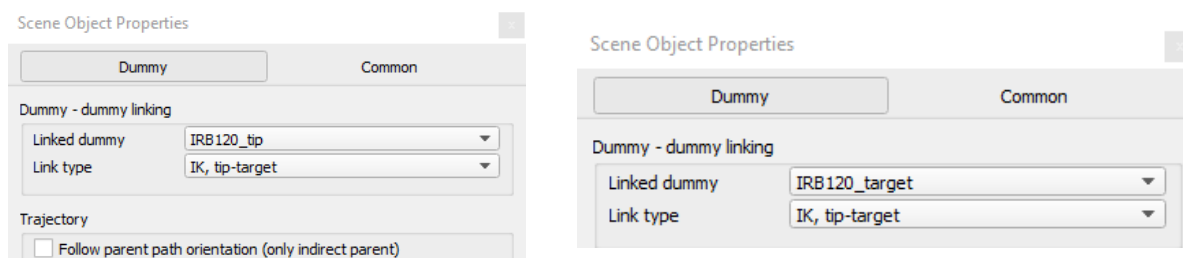 Scene Object Properties
x
Dummy Common
Dummy - dummy linking
Linked dummy IRB120_tip
Link type IK, tip-target
Trajectory
Follow parent path orientation (only indirect parent)
Scene Object Properties
x
Dummy Common
Dummy - dummy linking
Linked dummy IRB120_target
Link type IK, tip-target